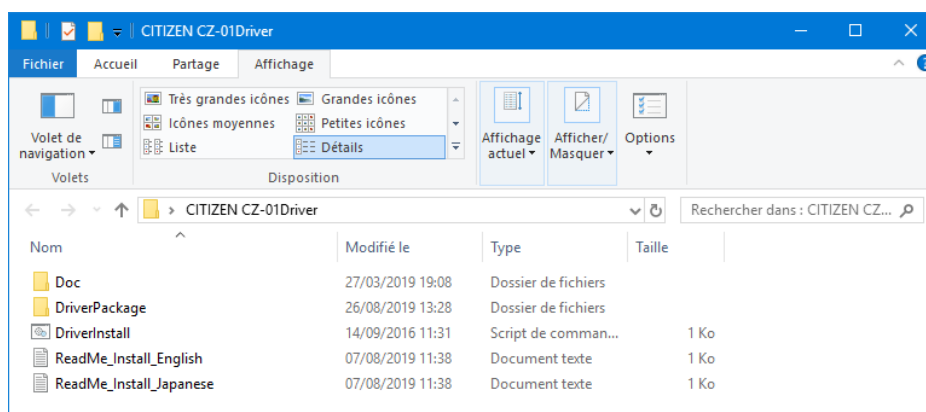 CITIZEN CZ-01Driver
Fichier Accueil Partage Affichage
Très grandes icônes Grandes icônes
Icônes moyennes Petites icônes
Liste Détails
Volet de navigation
Affichage actuel
Afficher/ Masquer
Options
Volets Disposition
CITIZEN CZ-01Driver Rechercher dans : CITIZEN CZ...
Nom Modifié le Type Taille
Doc 27/03/2019 19:08 Dossier de fichiers
DriverPackage 26/08/2019 13:28 Dossier de fichiers
DriverInstall 14/09/2016 11:31 Script de comman... 1 Ko
ReadMe_Install_English 07/08/2019 11:38 Document texte 1 Ko
ReadMe_Install_Japanese 07/08/2019 11:38 Document texte 1 Ko